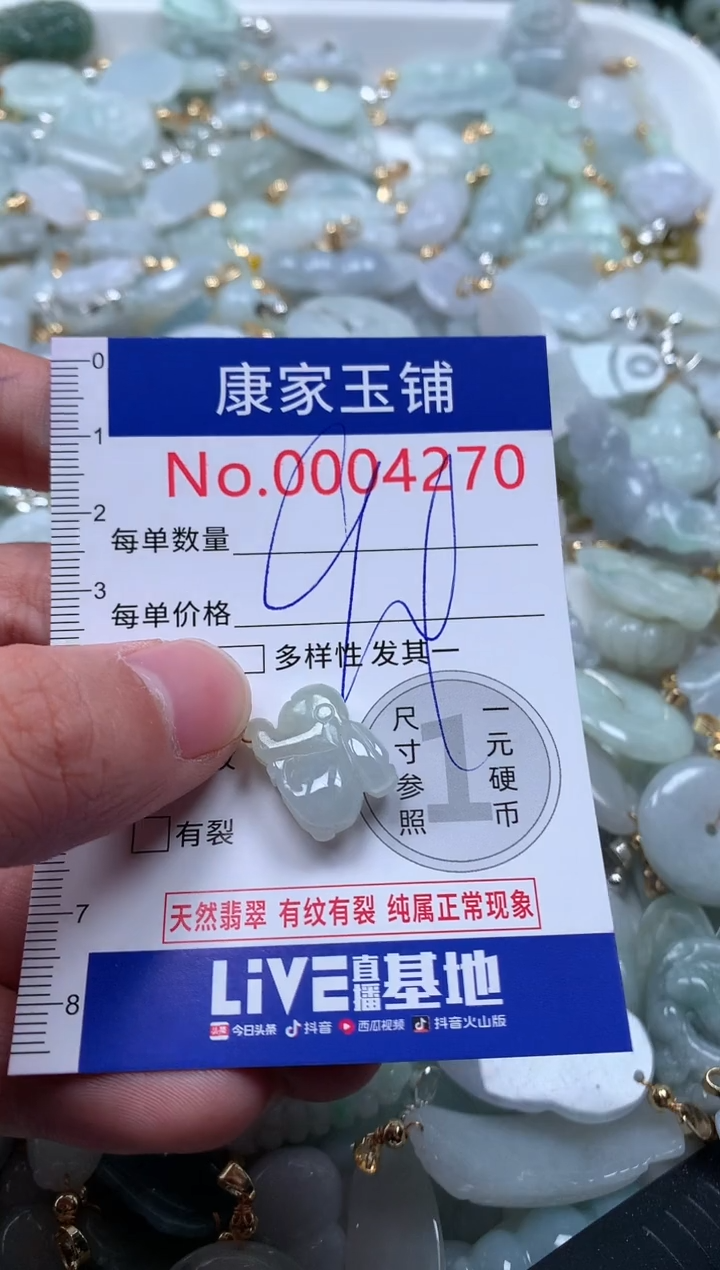 0
康家玉铺
1
No.0004270
2
每单数量
3
每单价格
多样性 发其一
尺寸参照
1
一元硬币
有裂
7
天然翡翠 有纹有裂 纯属正常现象
LiVE直播基地
8
今日头条 抖音 西瓜视频 抖音火山版